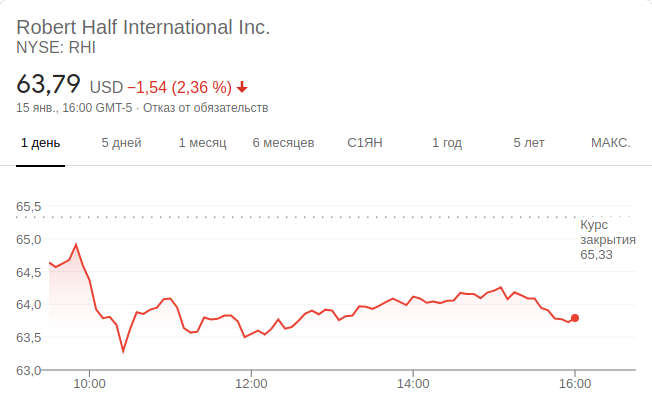 Robert Half International Inc.
NYSE: RHI
63,79 USD −1,54 (2,36 %)
15 янв., 16:00 GMT-5 · Отказ от обязательств
1 день 5 дней 1 месяц 6 месяцев С1ЯН 1 год 5 лет МАКС.
65,5
Курс
закрытия
65,33
65,0
64,5
64,0
63,5
63,0
10:00 12:00 14:00 16:00